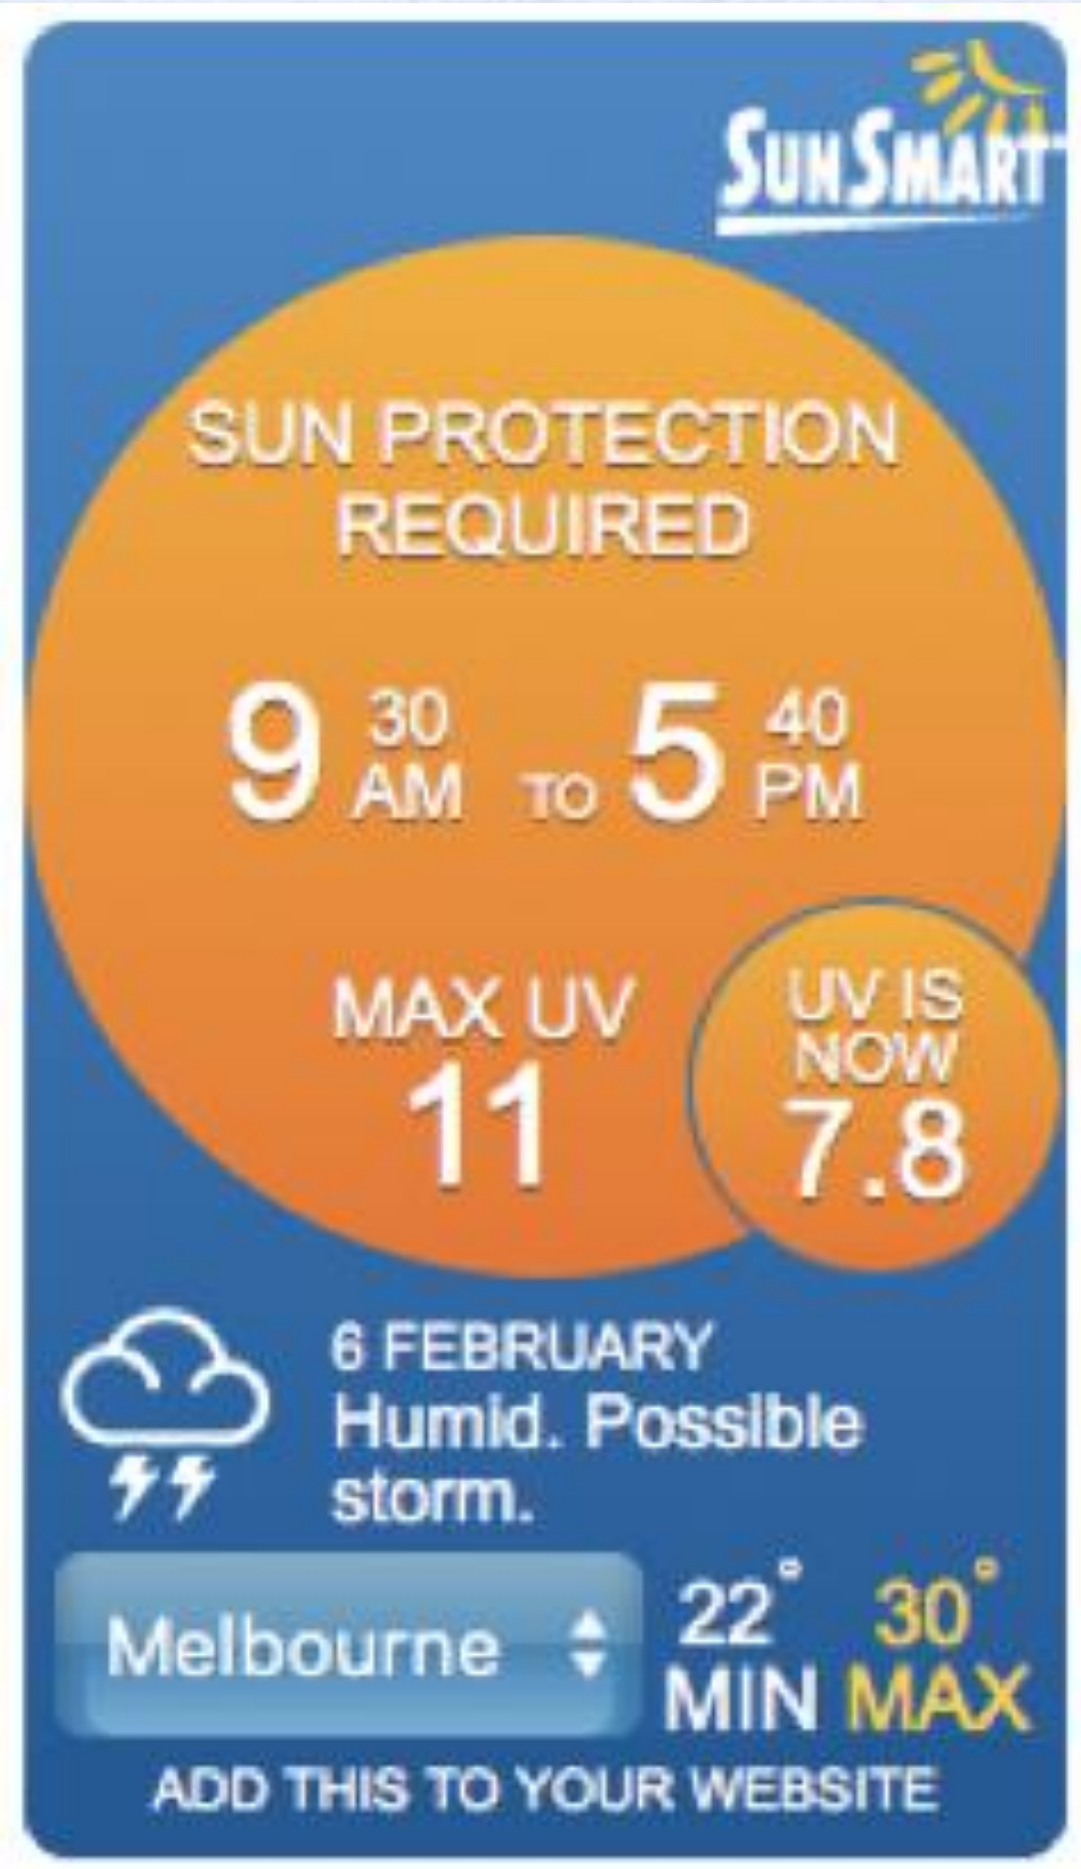 SUNSMART
SUN PROTECTION
REQUIRED
9 30 AM TO 5 40 PM
MAX UV
11
UV IS
NOW
7.8
6 FEBRUARY
Humid. Possible
storm.
Melbourne
22° 30°
MIN MAX
ADD THIS TO YOUR WEBSITE